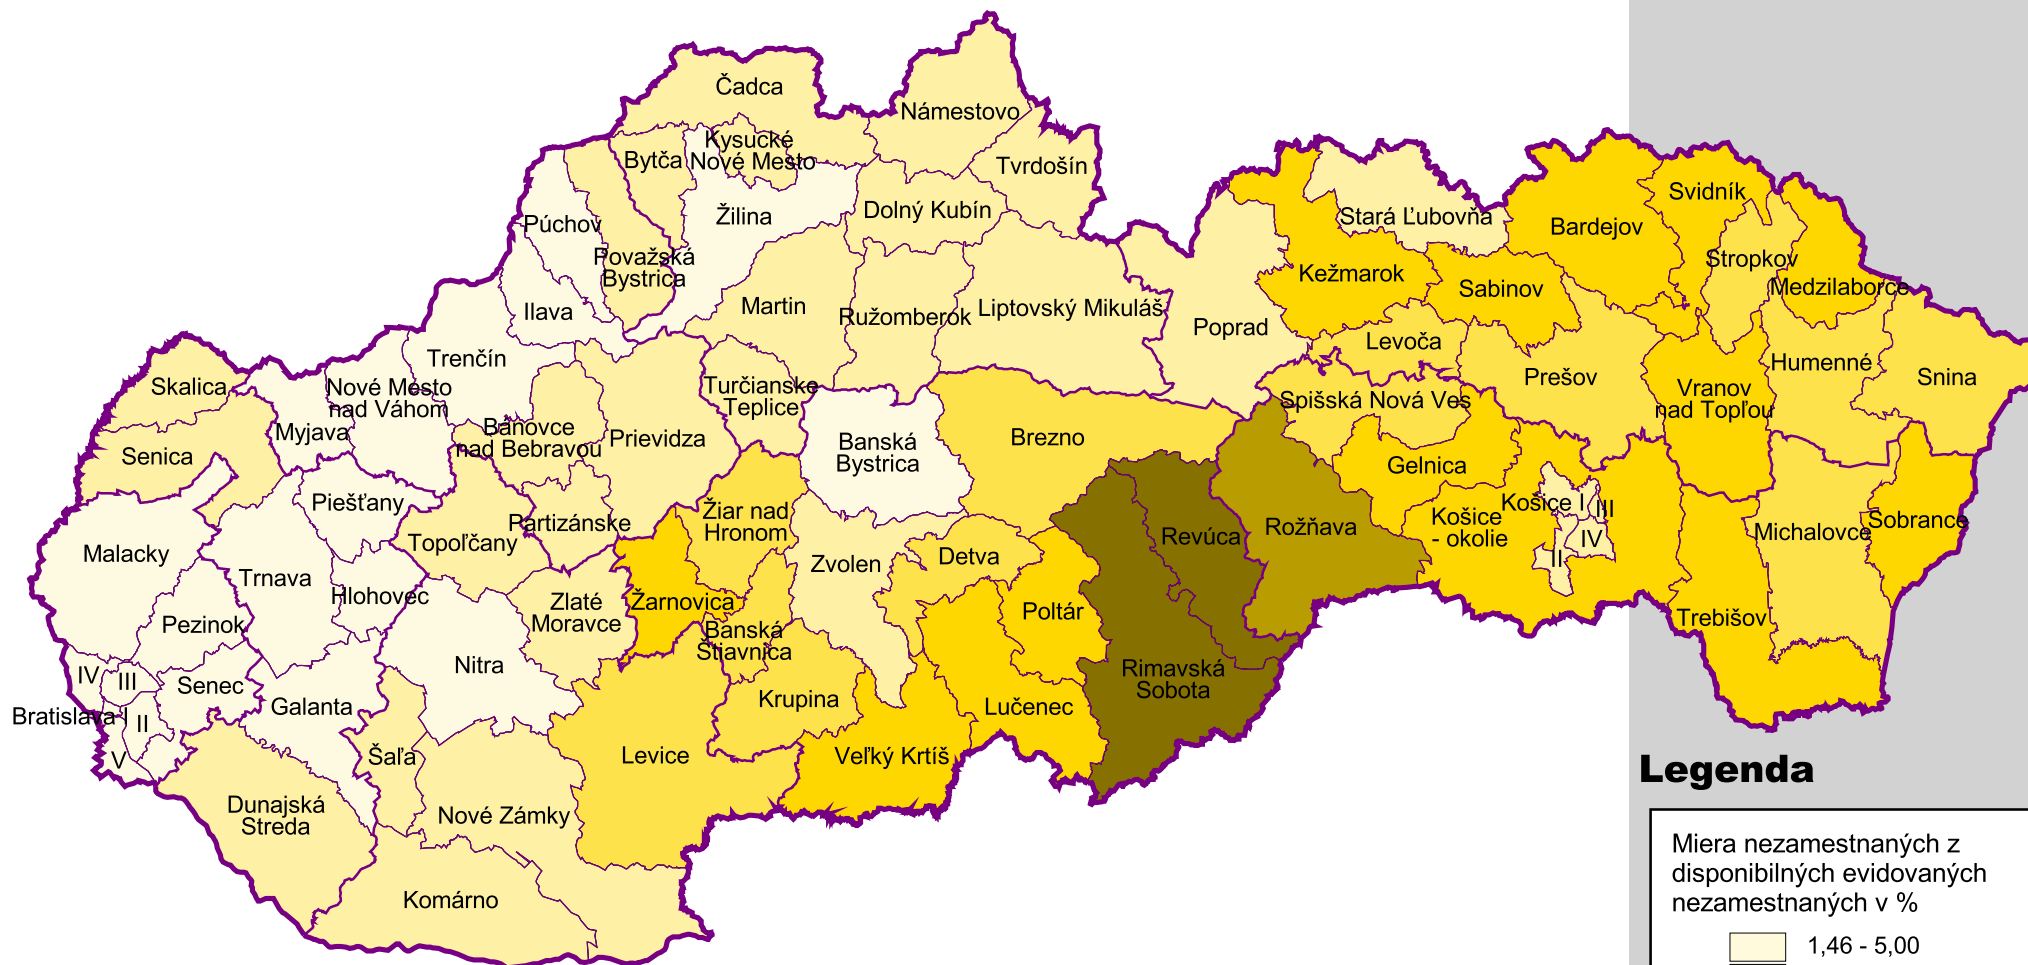 Čadca
Námestovo
Kysucké
Nové Mesto
Bytča
Tvrdošín
Púchov
Žilina
Dolný Kubín
Stará Ľubovňa
Bardejov
Svidník
Stropkov
Medzilaborce
Považská
Bystrica
Ilava
Martin
Ružomberok
Liptovský Mikuláš
Poprad
Kežmarok
Sabinov
Levoča
Prešov
Vranov
nad Topľou
Humenné
Snina
Skalica
Trenčín
Nové Mesto
nad Váhom
Myjava
Senica
Bánovce
nad Bebravou
Prievidza
Turčianske
Teplice
Banská
Bystrica
Brezno
Spišská Nová Ves
Gelnica
Piešťany
Partizánske
Topoľčany
Žiar nad
Hronom
Zvolen
Detva
Revúca
Rožňava
Košice
- okolie
Košice I
III
IV
II
Michalovce
Sobrance
Malacky
Trnava
Hlohovec
Pezinok
Zlaté
Moravce
Žarnovica
Banská
Štiavnica
Poltár
Trebišov
Nitra
Rimavská
Sobota
IV
III
Senec
Bratislava I
II
V
Galanta
Krupina
Lučenec
Šaľa
Levice
Veľký Krtíš
Dunajská
Streda
Nové Zámky
Komárno
Legenda
Miera nezamestnaných z
disponibilných evidovaných
nezamestnaných v %
1,46 - 5,00